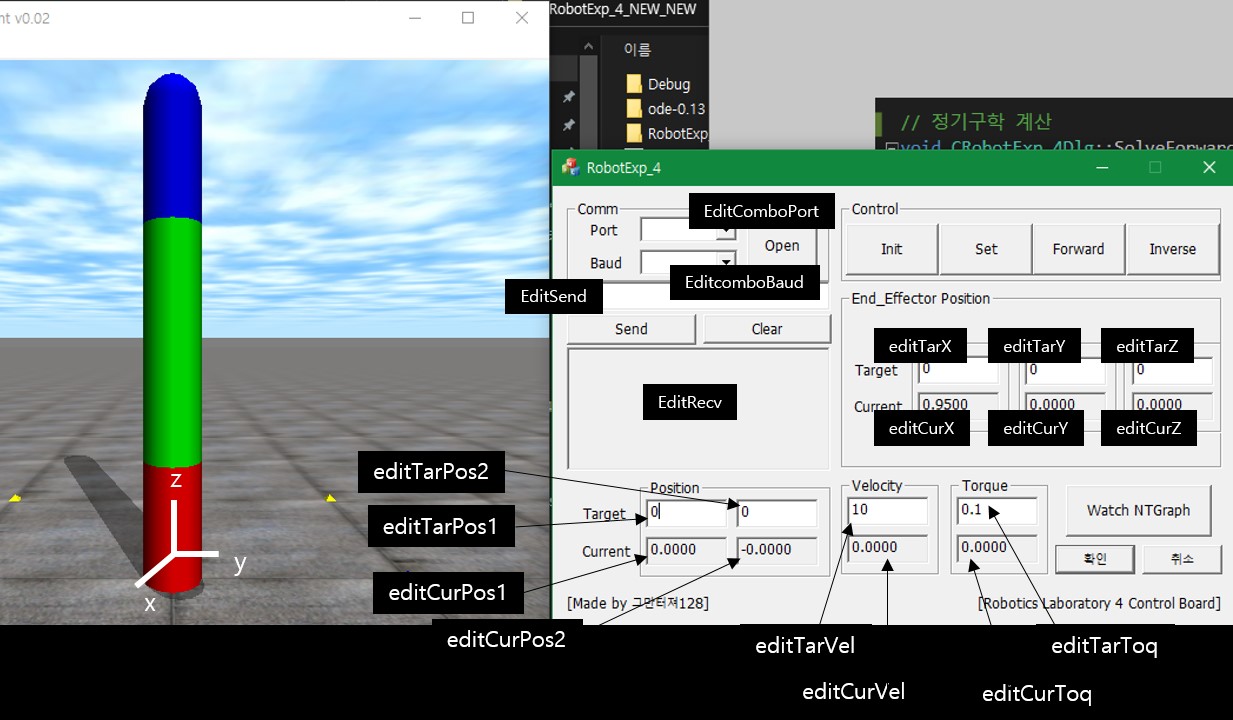 nt v0.02
RobotExp_4_NEW_NEW
이름
Debug
ode-0.13
RobotExp
// 정기구학 계산
void CRobotExp_4Dlg::SolveForward
RobotExp_4
Comm
Port
EditComboPort
Open
Baud
EditcomboBaud
EditSend
Send
Clear
EditRecv
Control
Init
Set
Forward
Inverse
End_Effector Position
editTarX
editTarY
editTarZ
Target
0
0
0
Current
0.9500
0.0000
0.0000
editCurX
editCurY
editCurZ
editTarPos2
editTarPos1
editCurPos1
editCurPos2
Position
Target
0
0
Current
0.0000
-0.0000
Velocity
10
0.0000
Torque
0.1
0.0000
Watch NTGraph
확인
취소
[Made by 그만터져128]
[Robotics Laboratory 4 Control Board]
z
y
x
editTarVel
editTarToq
editCurVel
editCurToq